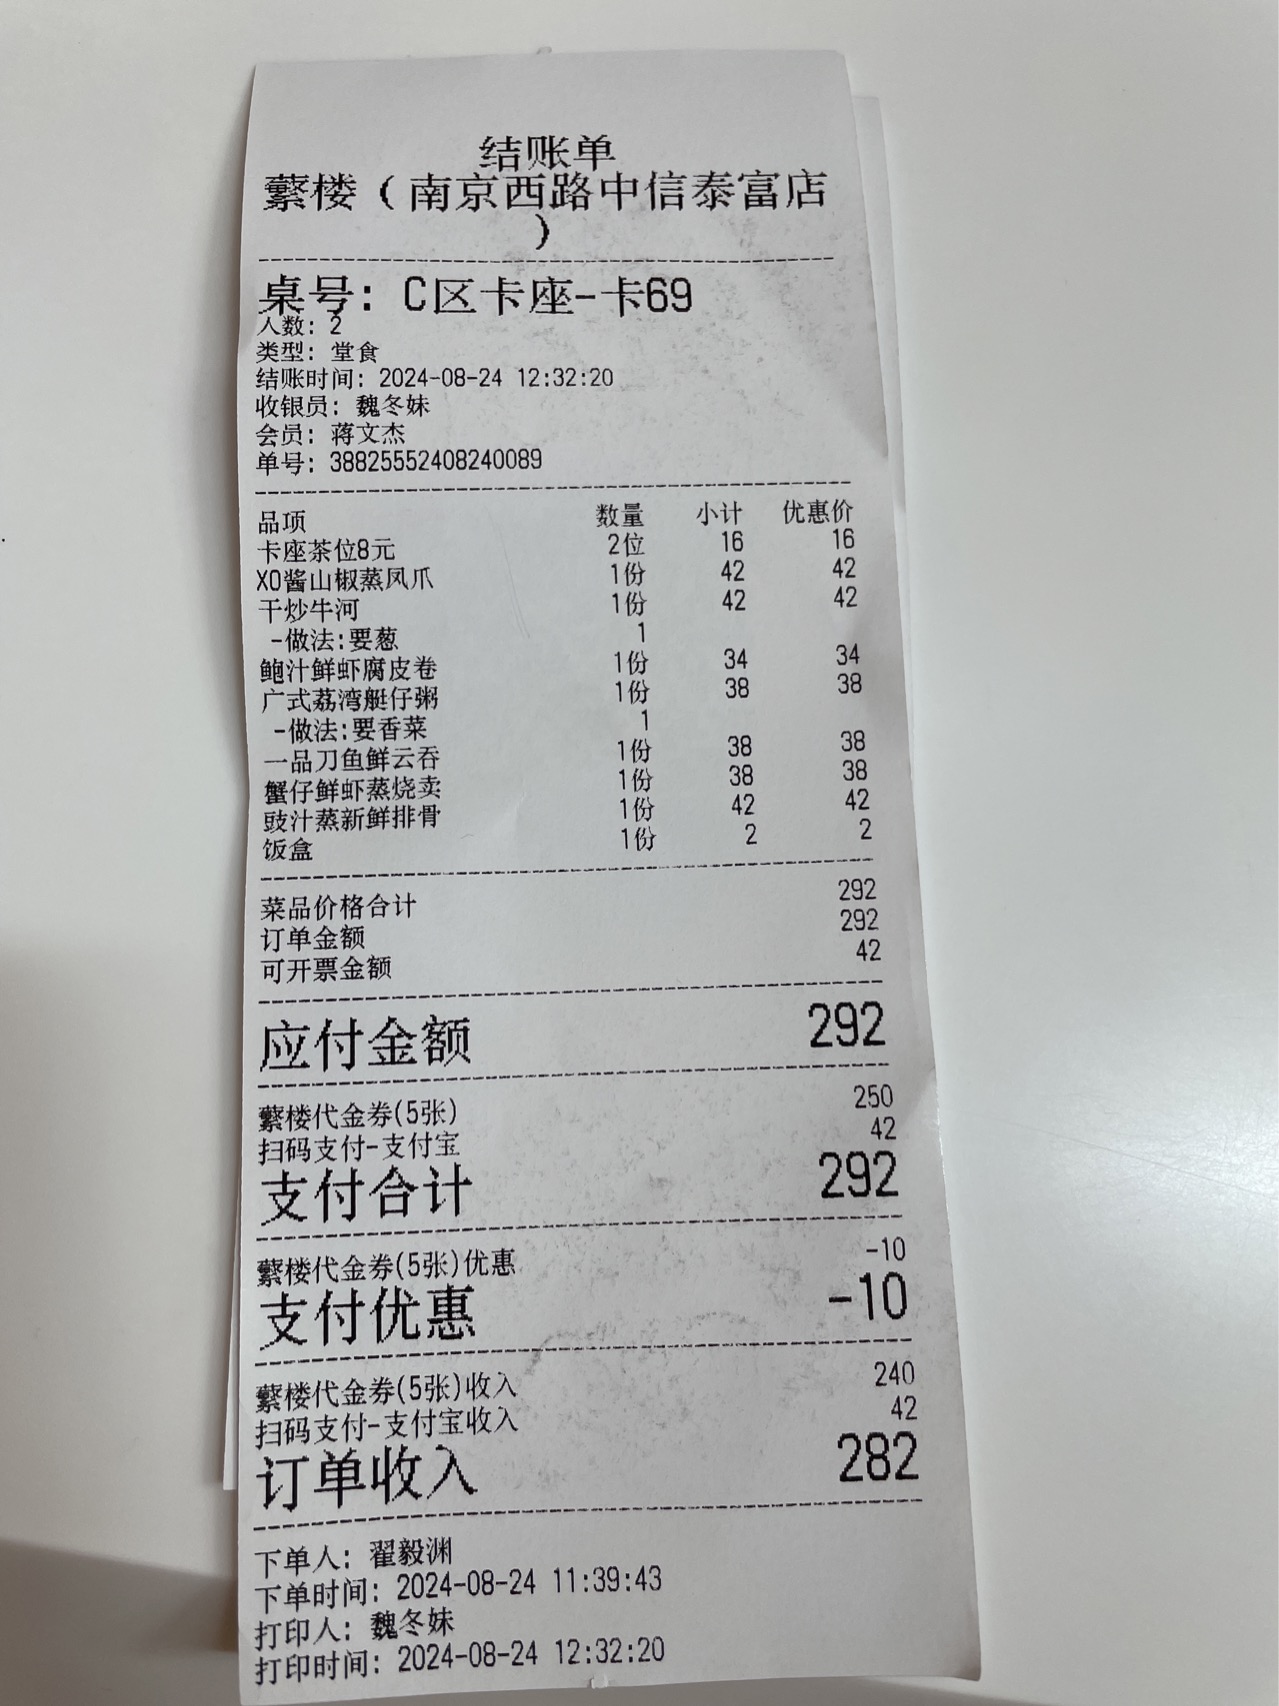 结账单
蘩楼（南京西路中信泰富店
）
桌号: C区卡座-卡69
人数: 2
类型: 堂食
结账时间: 2024-08-24 12:32:20
收银员: 魏冬妹
会员: 蒋文杰
单号: 38825552408240089
品项 数量 小计 优惠价
卡座茶位8元 2位 16 16
XO酱山椒蒸凤爪 1份 42 42
干炒牛河 1份 42 42
-做法:要葱 1
鲍汁鲜虾腐皮卷 1份 34 34
广式荔湾艇仔粥 1份 38 38
-做法:要香菜 1
一品刀鱼鲜云吞 1份 38 38
蟹仔鲜虾蒸烧卖 1份 38 38
豉汁蒸新鲜排骨 1份 42 42
饭盒 1份 2 2
菜品价格合计 292
订单金额 292
可开票金额 42
应付金额 292
蘩楼代金券(5张) 250
扫码支付-支付宝 42
支付合计 292
蘩楼代金券(5张)优惠 -10
支付优惠 -10
蘩楼代金券(5张)收入 240
扫码支付-支付宝收入 42
订单收入 282
下单人: 翟毅渊
下单时间: 2024-08-24 11:39:43
打印人: 魏冬妹
打印时间: 2024-08-24 12:32:20